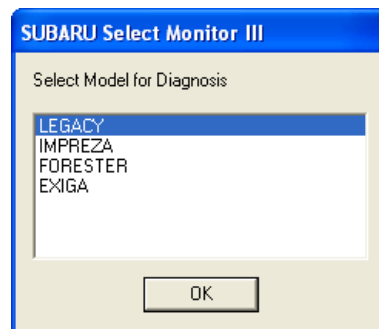 SUBARU Select Monitor III
Select Model for Diagnosis
LEGACY
IMPREZA
FORESTER
EXIGA
OK